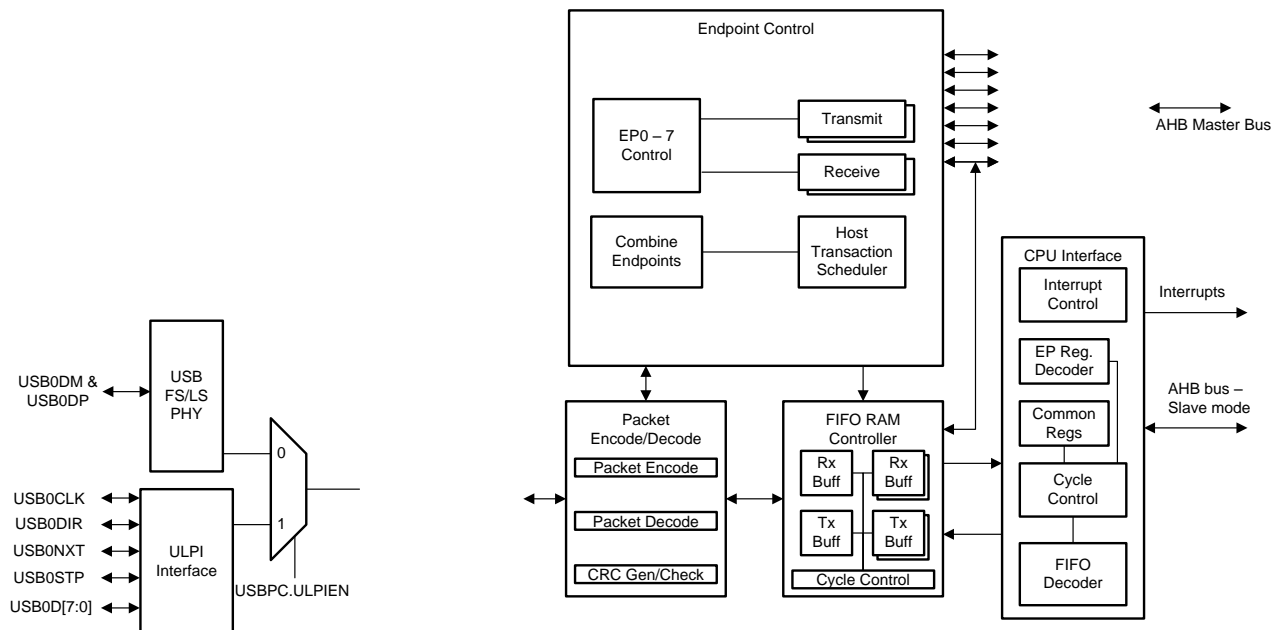 Endpoint Control
EP0 – 7
Control
Transmit
Receive
Combine
Endpoints
Host
Transaction
Scheduler
AHB Master Bus
CPU Interface
Interrupt
Control
EP Reg.
Decoder
Common
Regs
Cycle
Control
FIFO
Decoder
Interrupts
AHB bus –
Slave mode
USB0DM &
USB0DP
USB
FS/LS
PHY
0
1
USB0CLK
USB0DIR
USB0NXT
USB0STP
USB0D[7:0]
ULPI
Interface
USBPC.ULPIEN
Packet
Encode/Decode
Packet Encode
Packet Decode
CRC Gen/Check
FIFO RAM
Controller
Rx
Buff
Rx
Buff
Tx
Buff
Tx
Buff
Cycle Control